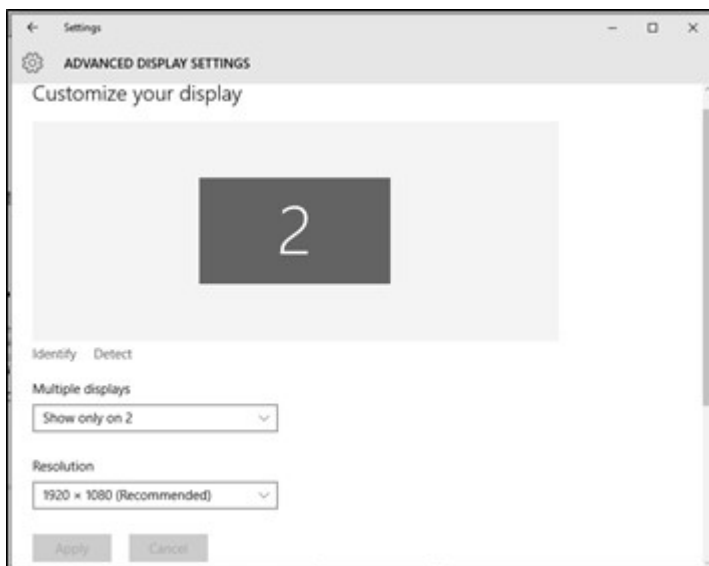 Settings
ADVANCED DISPLAY SETTINGS
Customize your display
2
Identify Detect
Multiple displays
Show only on 2
Resolution
1920 × 1080 (Recommended)
Apply Cancel